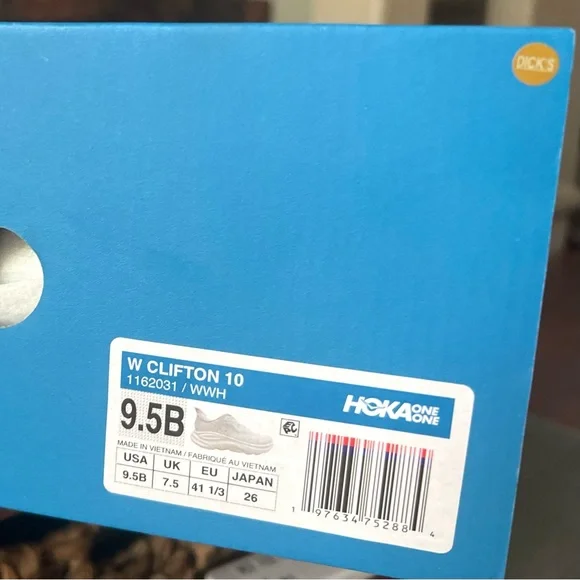 DICK'S
W CLIFTON 10
1162031 / WWH
HOKA ONE ONE
9.5B
MADE IN VIETNAM / FABRIQUÉ AU VIETNAM
USA UK EU JAPAN
9.5B 7.5 41 1/3 26
1 97634 75288 4